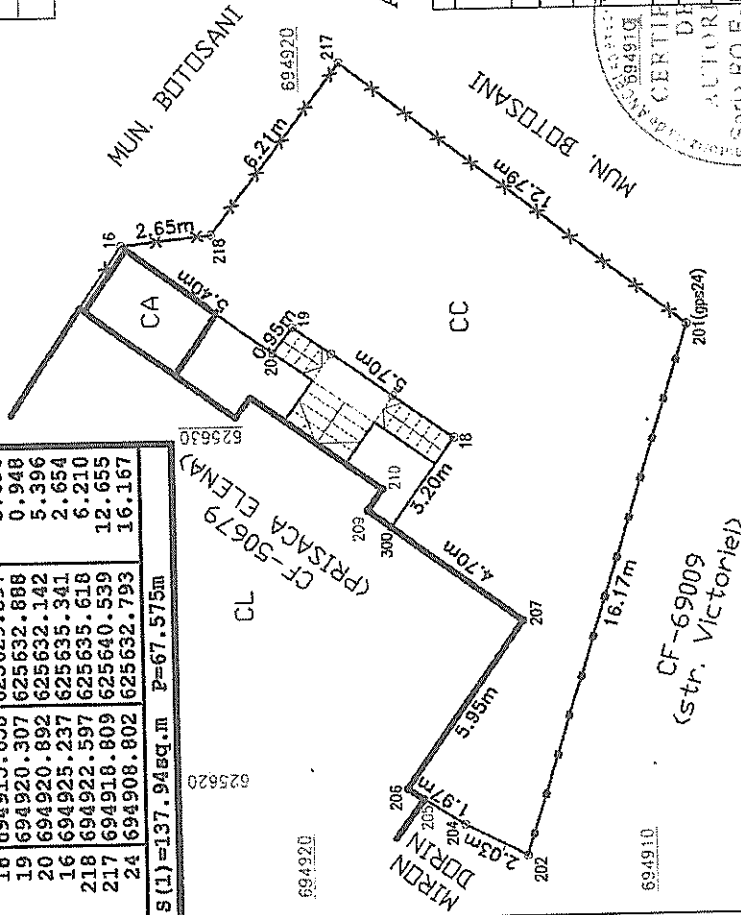 19 694920.307 625632.888 0.948
20 694920.892 625632.142 5.396
16 694925.237 625635.341 2.654
218 694922.597 625635.618 6.210
217 694918.809 625640.539 12.655
24 694908.802 625632.793 16.167
S(1)=137.94sq.m P=67.575m
MUN. BOTOSANI
694920
217
16
2.65m
6.21m
218
5.40m
CA
MUN. BOTOSANI
12.79m
694910
CERTIF
DE
AUTORI
20
0.95m
19
CC
625630
5.70m
18
210
209
300
3.20m
CF-50679
(PRISACA ELENA)
CL
4.70m
207
201(gps24)
16.17m
CF-69009
(str. Victoriei)
625620
5.95m
206
205
1.97m
204
2.03m
202
MIRON
DORIN
694920
694910